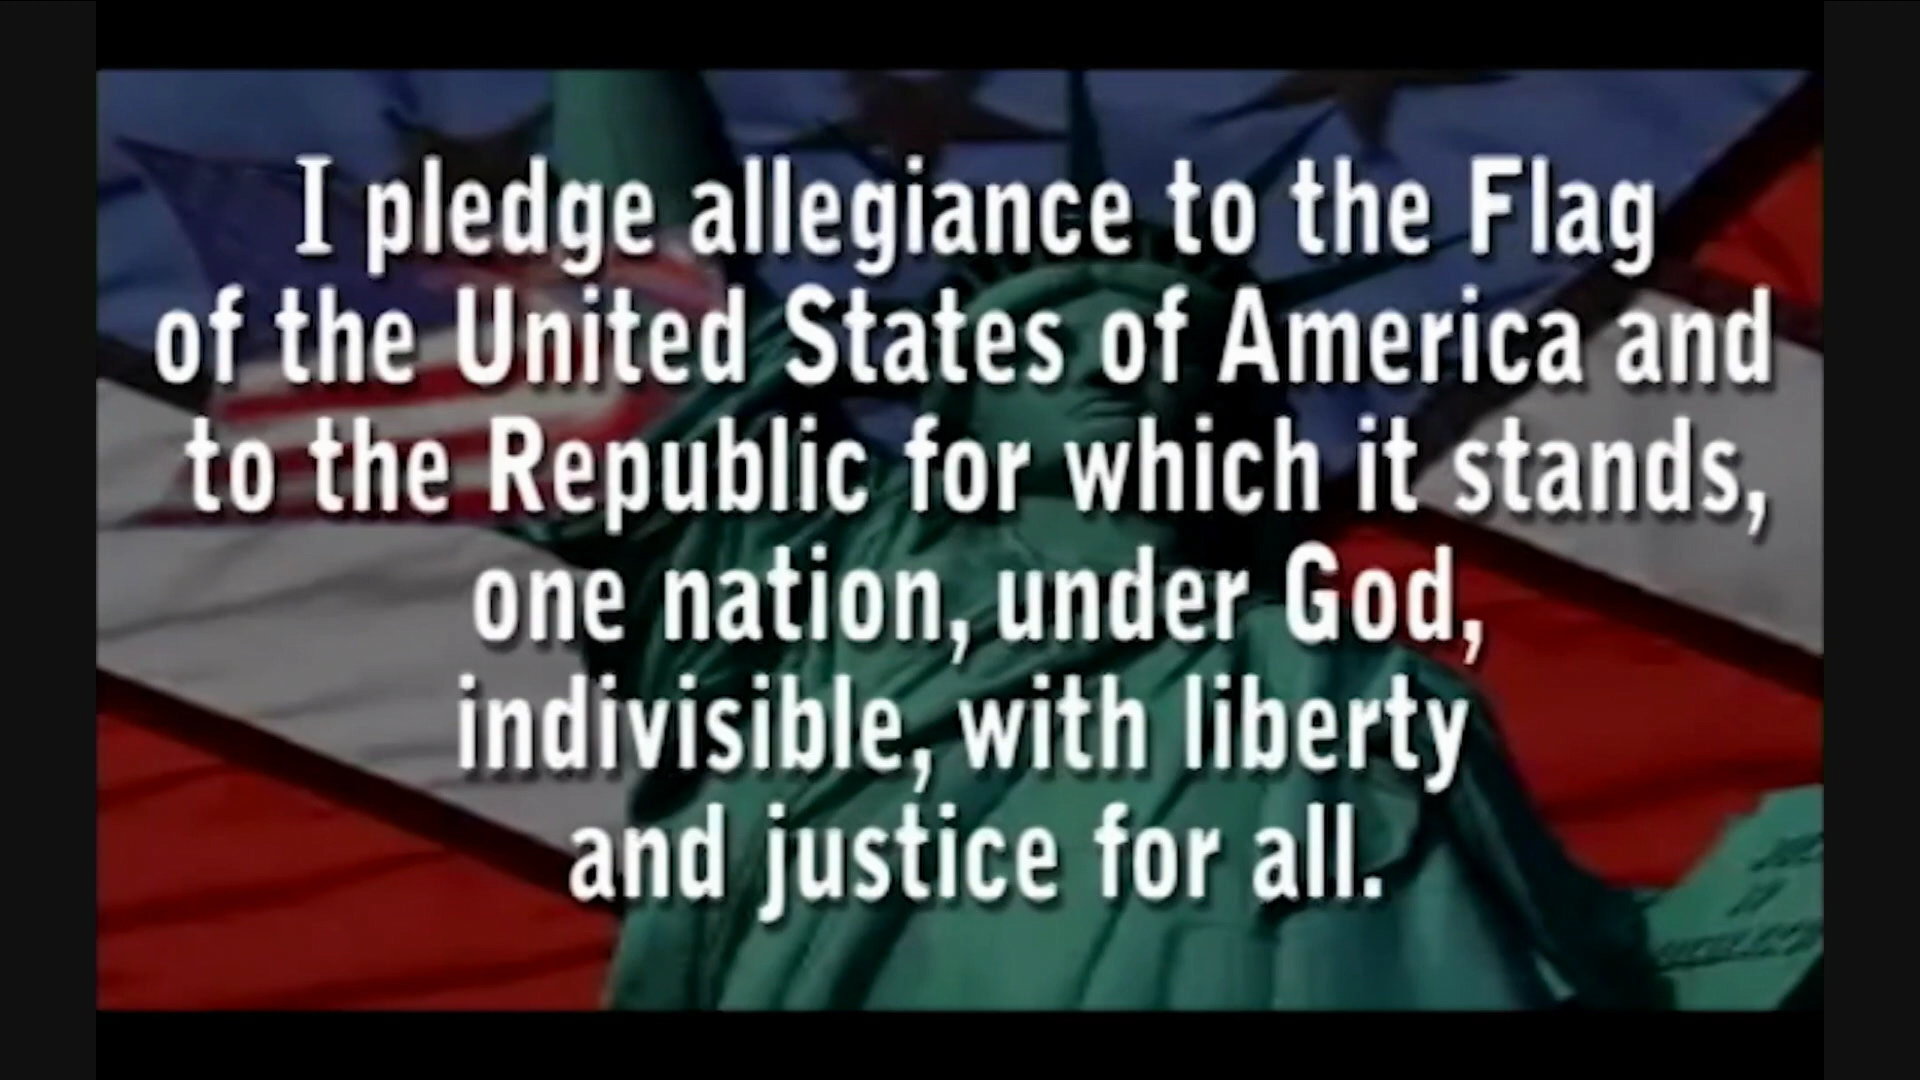 I pledge allegiance to the Flag
of the United States of America and
to the Republic for which it stands,
one nation, under God,
indivisible, with liberty
and justice for all.